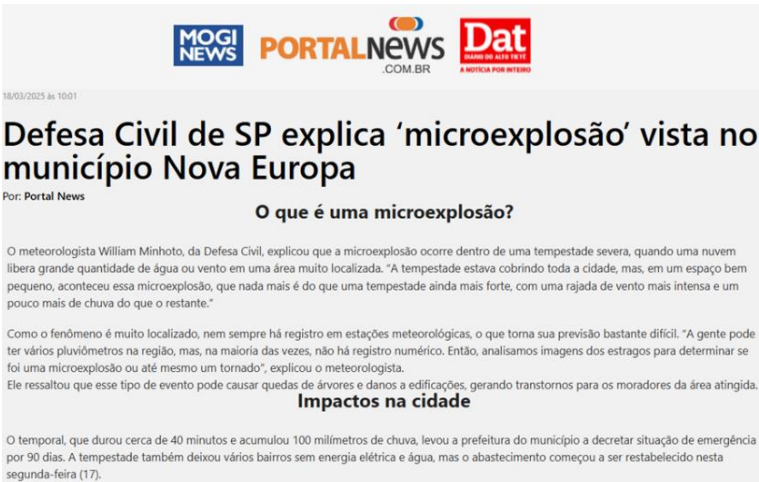 MOGI
NEWS
PORTALNEWS
.COM.BR
Dat
DIÁRIO DO ALTO TIETÊ
A NOTÍCIA POR INTEIRO
18/03/2025 às 10:01
Defesa Civil de SP explica ‘microexplosão’ vista no
município Nova Europa
Por: Portal News
O que é uma microexplosão?
O meteorologista William Minhoto, da Defesa Civil, explicou que a microexplosão ocorre dentro de uma tempestade severa, quando uma nuvem
libera grande quantidade de água ou vento em uma área muito localizada. "A tempestade estava cobrindo toda a cidade, mas, em um espaço bem
pequeno, aconteceu essa microexplosão, que nada mais é do que uma tempestade ainda mais forte, com uma rajada de vento mais intensa e um
pouco mais de chuva do que o restante."
Como o fenômeno é muito localizado, nem sempre há registro em estações meteorológicas, o que torna sua previsão bastante difícil. "A gente pode
ter vários pluviômetros na região, mas, na maioria das vezes, não há registro numérico. Então, analisamos imagens dos estragos para determinar se
foi uma microexplosão ou até mesmo um tornado", explicou o meteorologista.
Ele ressaltou que esse tipo de evento pode causar quedas de árvores e danos a edificações, gerando transtornos para os moradores da área atingida.
Impactos na cidade
O temporal, que durou cerca de 40 minutos e acumulou 100 milímetros de chuva, levou a prefeitura do município a decretar situação de emergência
por 90 dias. A tempestade também deixou vários bairros sem energia elétrica e água, mas o abastecimento começou a ser restabelecido nesta
segunda-feira (17).